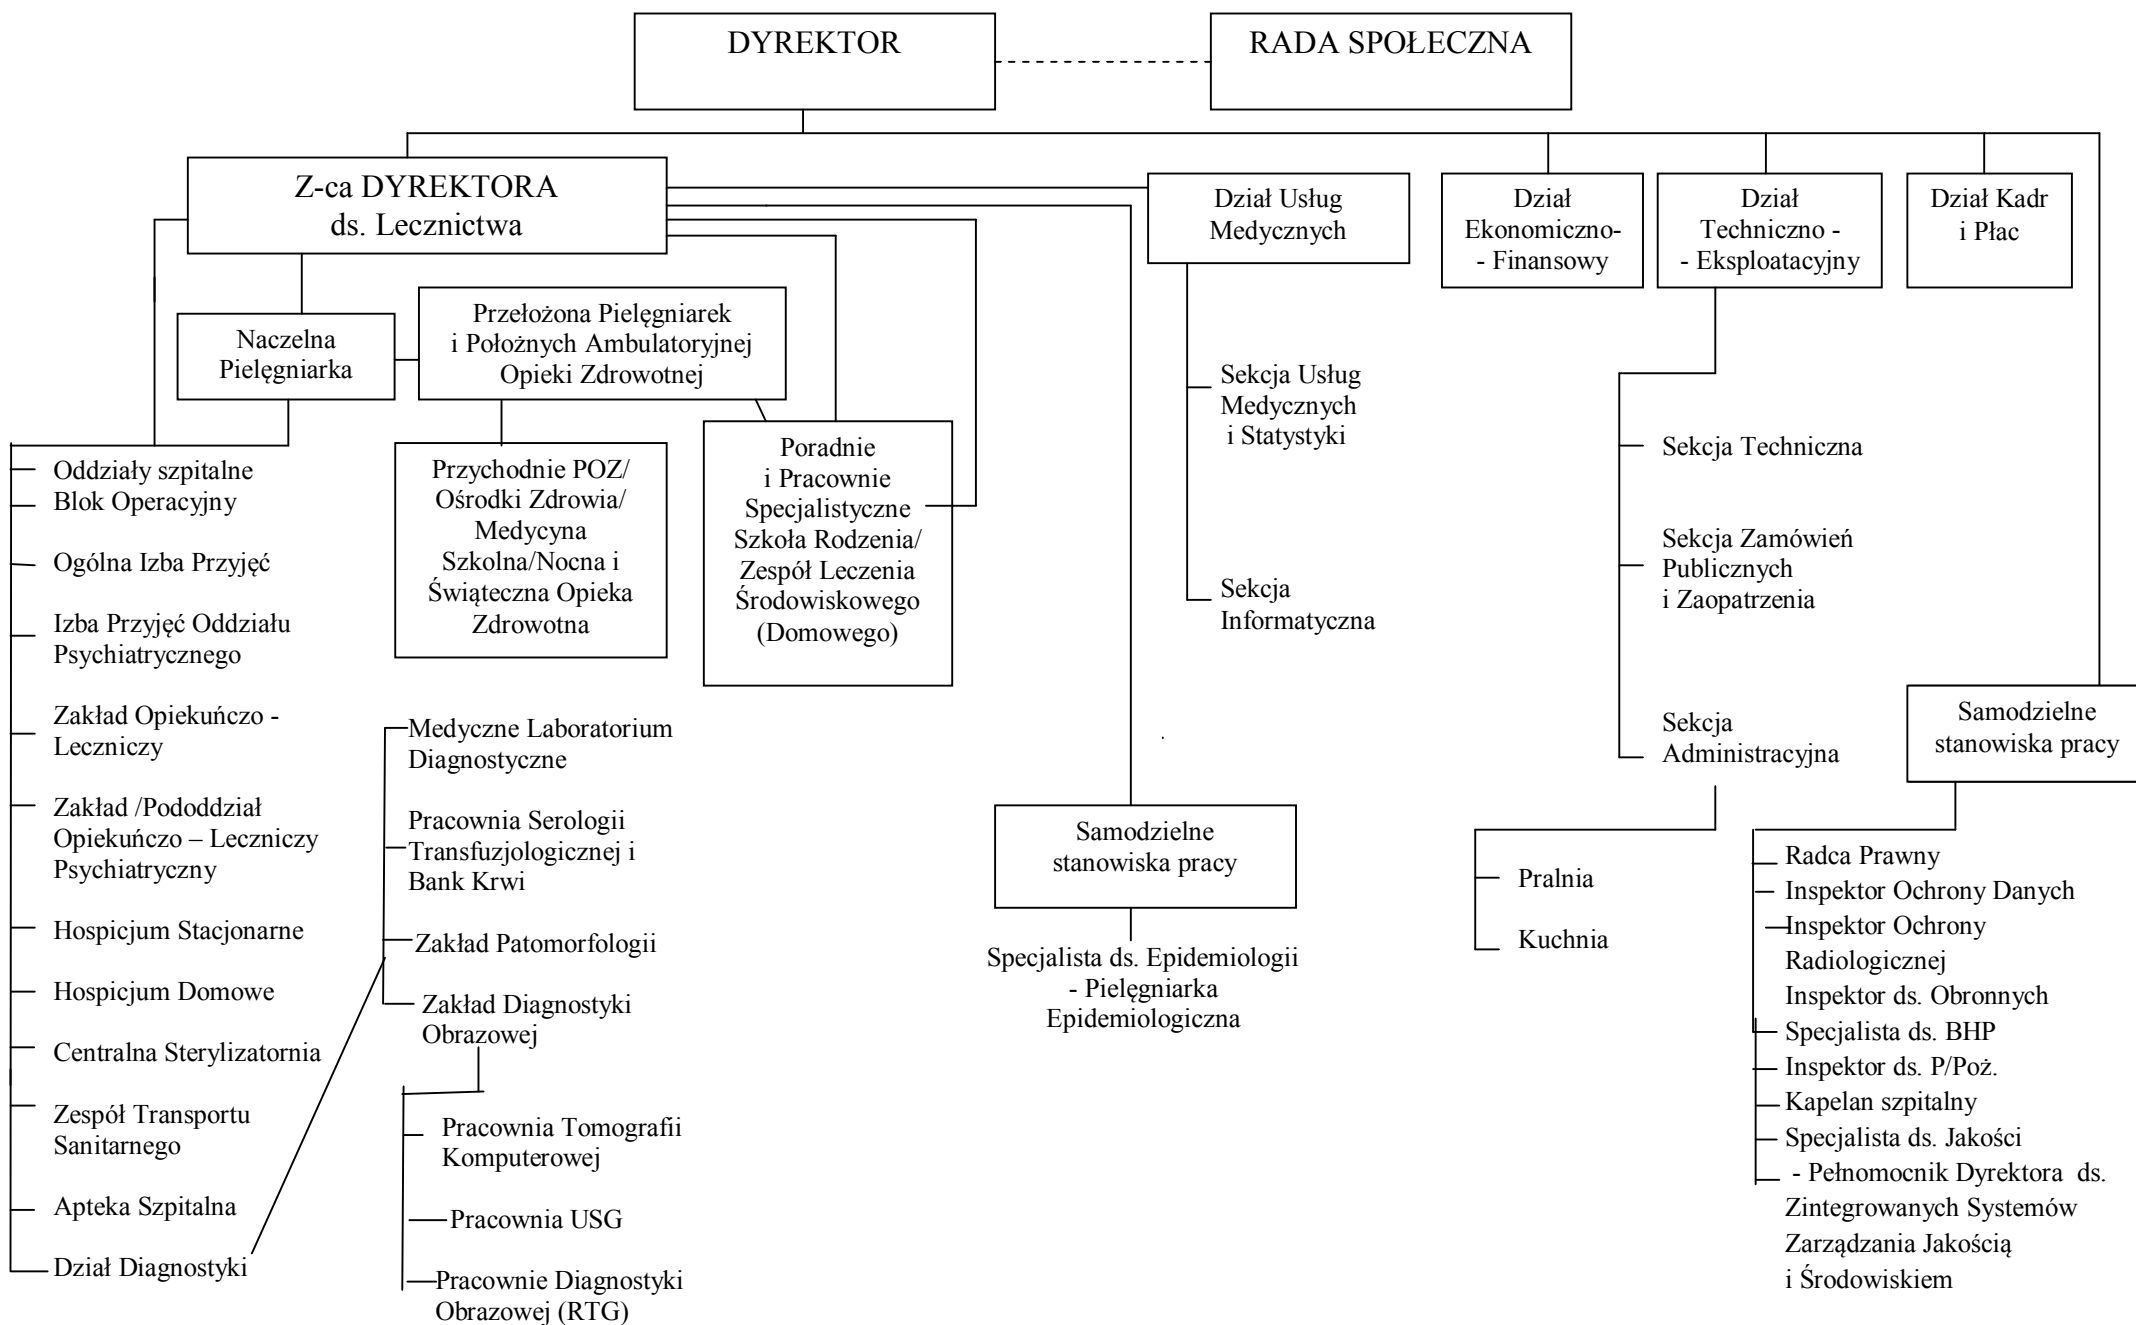 DYREKTOR
RADA SPOŁECZNA
Z-ca DYREKTORA
ds. Lecznictwa
Dział Usług
Medycznych
Dział
Ekonomiczno-
- Finansowy
Dział
Techniczno -
- Eksploatacyjny
Dział Kadr
i Płac
Naczelna
Pielęgniarka
Przełożona Pielęgniarek
i Położnych Ambulatoryjnej
Opieki Zdrowotnej
Oddziały szpitalne
Blok Operacyjny
Ogólna Izba Przyjęć
Izba Przyjęć Oddziału
Psychiatrycznego
Zakład Opiekuńczo -
Leczniczy
Zakład /Pododdział
Opiekuńczo – Leczniczy
Psychiatryczny
Hospicjum Stacjonarne
Hospicjum Domowe
Centralna Sterylizatornia
Zespół Transportu
Sanitarnego
Apteka Szpitalna
Dział Diagnostyki
Przychodnie POZ/
Ośrodki Zdrowia/
Medycyna
Szkolna/Nocna i
Świąteczna Opieka
Zdrowotna
Poradnie
i Pracownie
Specjalistyczne
Szkoła Rodzenia/
Zespół Leczenia
Środowiskowego
(Domowego)
Medyczne Laboratorium
Diagnostyczne
Pracownia Serologii
Transfuzjologicznej i
Bank Krwi
Zakład Patomorfologii
Zakład Diagnostyki
Obrazowej
Pracownia Tomografii
Komputerowej
Pracownia USG
Pracownie Diagnostyki
Obrazowej (RTG)
Samodzielne
stanowiska pracy
Specjalista ds. Epidemiologii
- Pielęgniarka
Epidemiologiczna
Sekcja Usług
Medycznych
i Statystyki
Sekcja
Informatyczna
Sekcja Techniczna
Sekcja Zamówień
Publicznych
i Zaopatrzenia
Sekcja
Administracyjna
Pralnia
Kuchnia
Samodzielne
stanowiska pracy
Radca Prawny
Inspektor Ochrony Danych
Inspektor Ochrony
Radiologicznej
Inspektor ds. Obronnych
Specjalista ds. BHP
Inspektor ds. P/Poż.
Kapelan szpitalny
Specjalista ds. Jakości
- Pełnomocnik Dyrektora ds.
Zintegrowanych Systemów
Zarządzania Jakością
i Środowiskiem